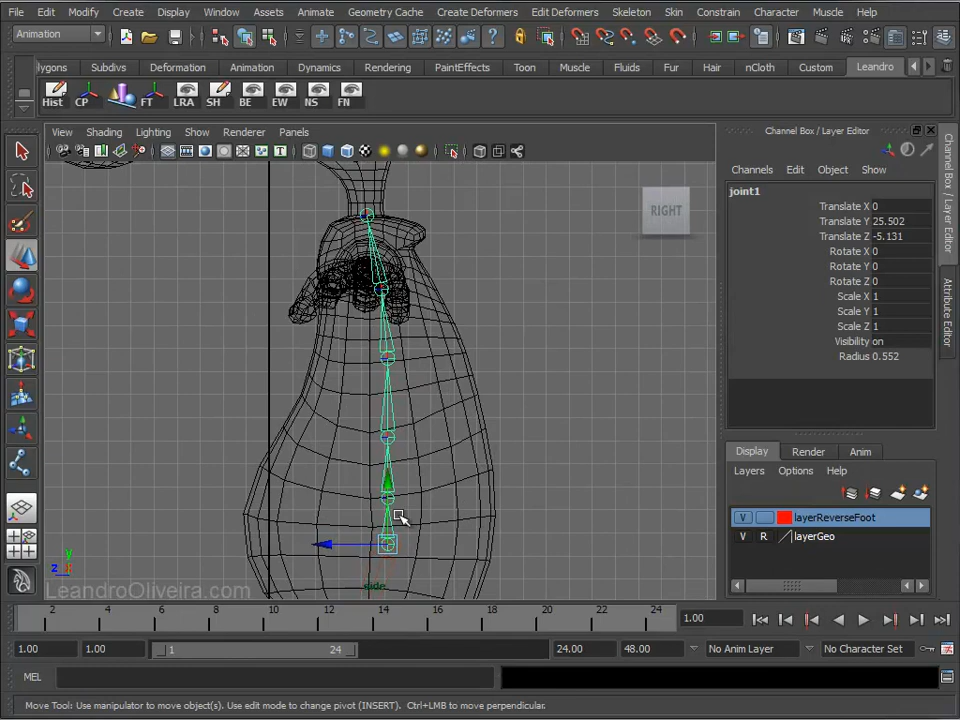 File Edit Modify Create Display Window Assets Animate Geometry Cache Create Deformers Edit Deformers Skeleton Skin Constrain Character Muscle Help
Animation
olygons Subdivs Deformation Animation Dynamics Rendering PaintEffects Toon Muscle Fluids Fur Hair nCloth Custom Leandro
Hist CP FT LRA SH BE EW NS FN
View Shading Lighting Show Renderer Panels
Channel Box / Layer Editor
Channels Edit Object Show
joint1
Translate X 0
Translate Y 25.502
Translate Z -5.131
Rotate X 0
Rotate Y 0
Rotate Z 0
Scale X 1
Scale Y 1
Scale Z 1
Visibility on
Radius 0.552
Channel Box / Layer Editor
Attribute Editor
RIGHT
Display Render Anim
Layers Options Help
V layerReverseFoot
V R layerGeo
y
z x
side
LeandroOliveira.com
2 4 6 8 10 12 14 16 18 20 22 24 1.00
1.00 1.00 1 24 24.00 48.00 No Anim Layer No Character Set
MEL
Move Tool: Use manipulator to move object(s). Use edit mode to change pivot (INSERT). Ctrl+LMB to move perpendicular.